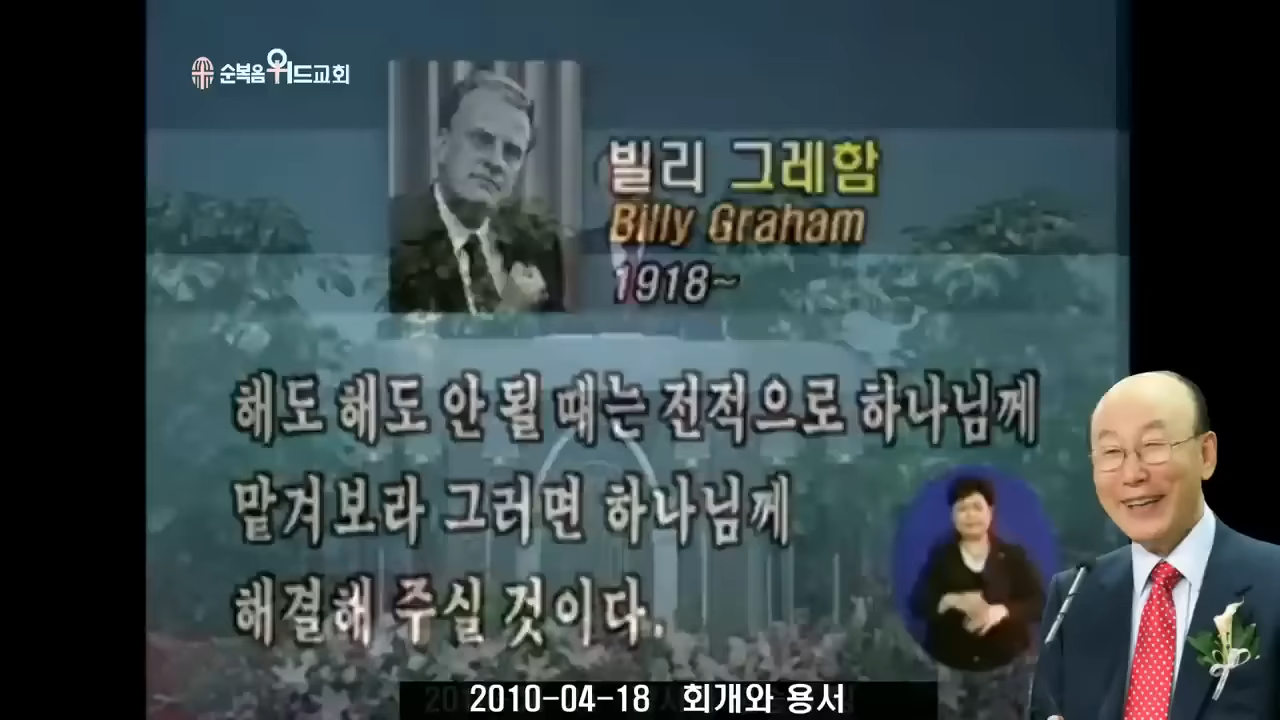 순복음워드교회
빌리 그레함
Billy Graham
1918~
해도 해도 안 될 때는 전적으로 하나님께
맡겨보라 그러면 하나님께
해결해 주실 것이다.
2010-04-18 회개와 용서